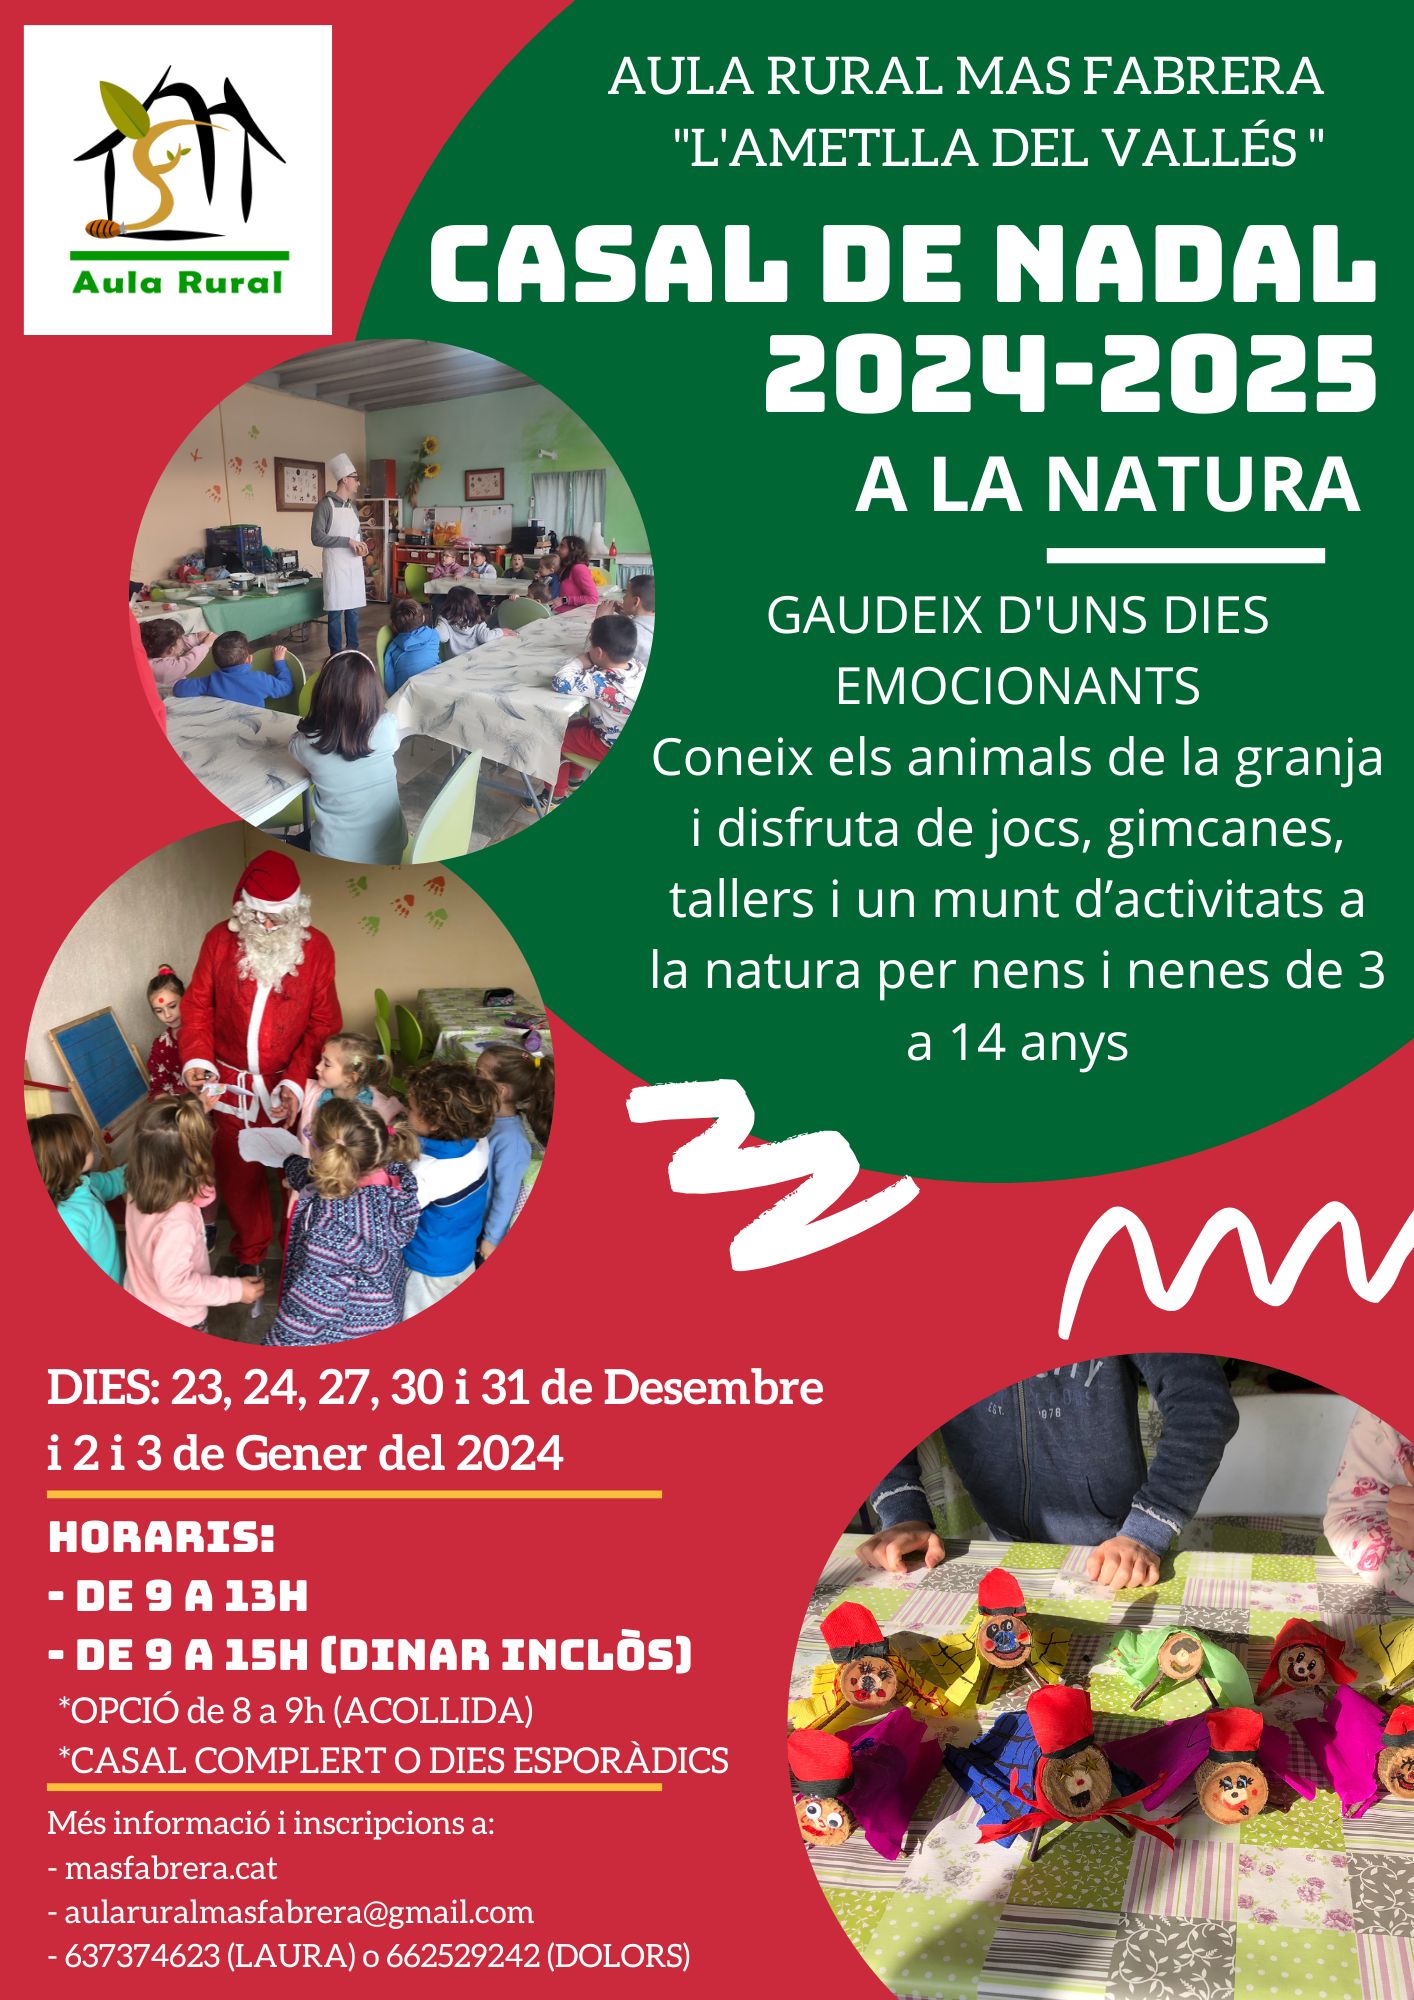 Aula Rural
AULA RURAL MAS FABRERA
"L'AMETLLA DEL VALLÉS "
CASAL DE NADAL
2024-2025
A LA NATURA
GAUDEIX D'UNS DIES
EMOCIONANTS
Coneix els animals de la granja
i disfruta de jocs, gimcanes,
tallers i un munt d’activitats a
la natura per nens i nenes de 3
a 14 anys
DIES: 23, 24, 27, 30 i 31 de Desembre
i 2 i 3 de Gener del 2024
HORARIS:
- DE 9 A 13H
- DE 9 A 15H (DINAR INCLÒS)
*OPCIÓ de 8 a 9h (ACOLLIDA)
*CASAL COMPLERT O DIES ESPORÀDICS
Més informació i inscripcions a:
- masfabrera.cat
- aularuralmasfabrera@gmail.com
- 637374623 (LAURA) o 662529242 (DOLORS)
EST. 1976